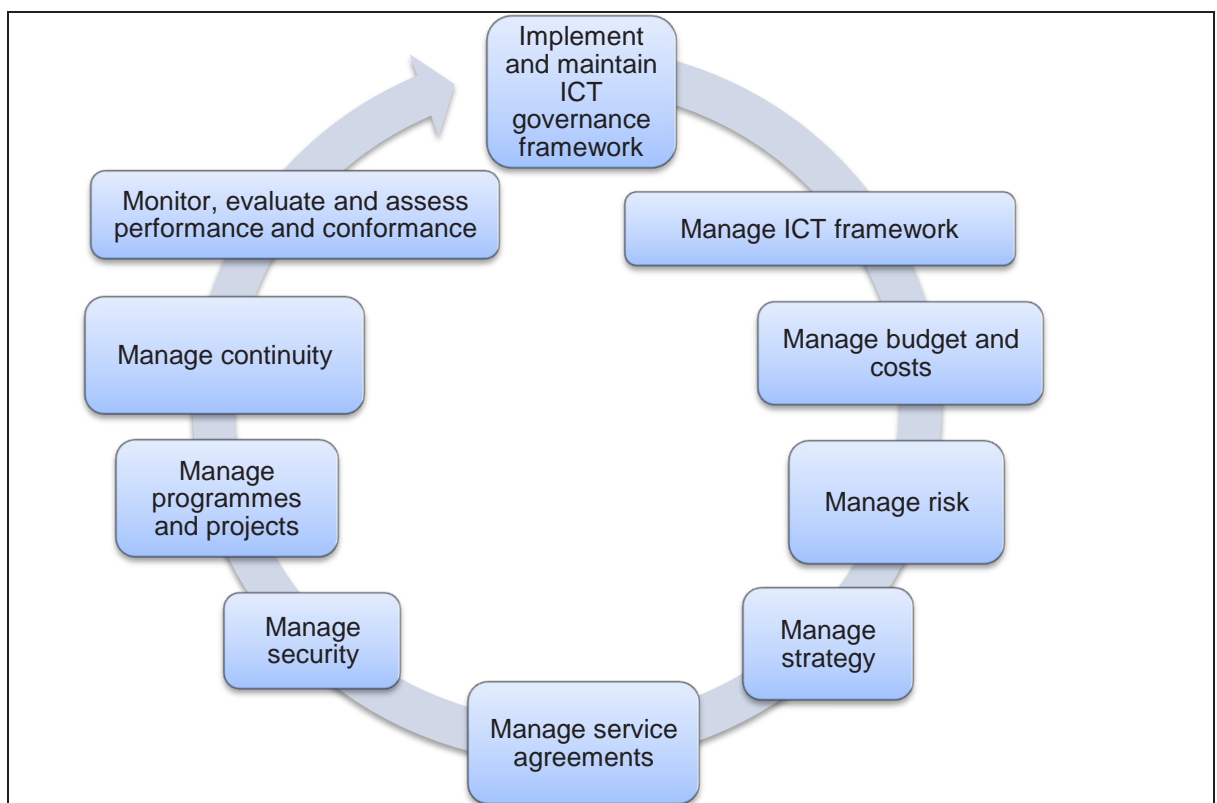 Implement
and maintain
ICT
governance
framework
Manage ICT framework
Manage budget and
costs
Manage risk
Manage
strategy
Manage service
agreements
Manage
security
Manage
programmes
and projects
Manage continuity
Monitor, evaluate and assess
performance and conformance